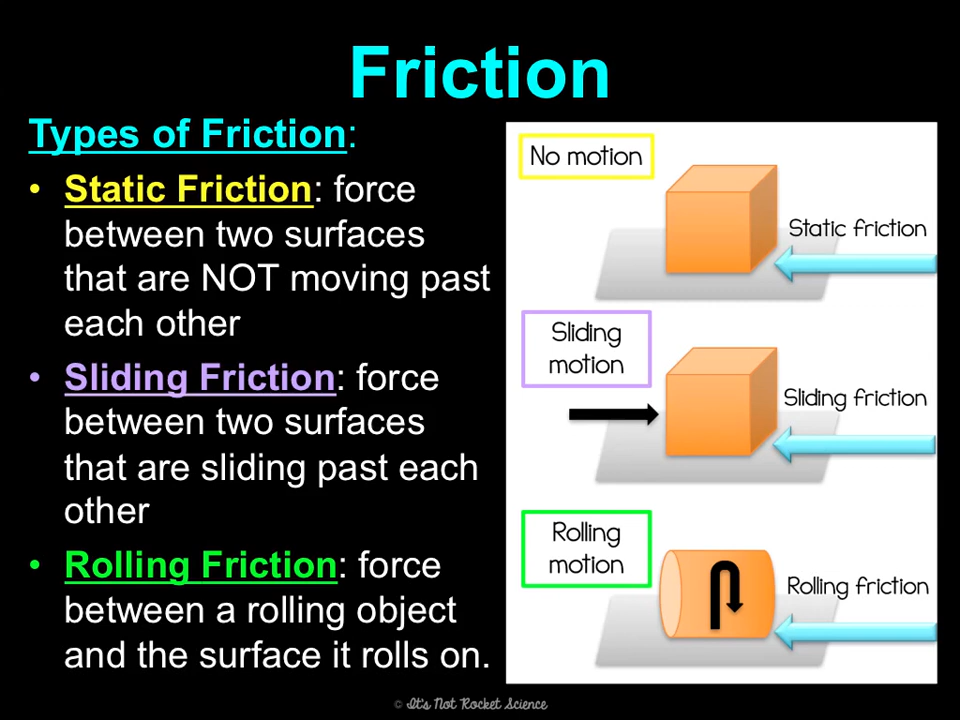 Friction
Types of Friction:
• Static Friction: force
between two surfaces
that are NOT moving past
each other
• Sliding Friction: force
between two surfaces
that are sliding past each
other
• Rolling Friction: force
between a rolling object
and the surface it rolls on.
No motion
Static friction
Sliding
motion
Sliding friction
Rolling
motion
Rolling friction
© It's Not Rocket Science